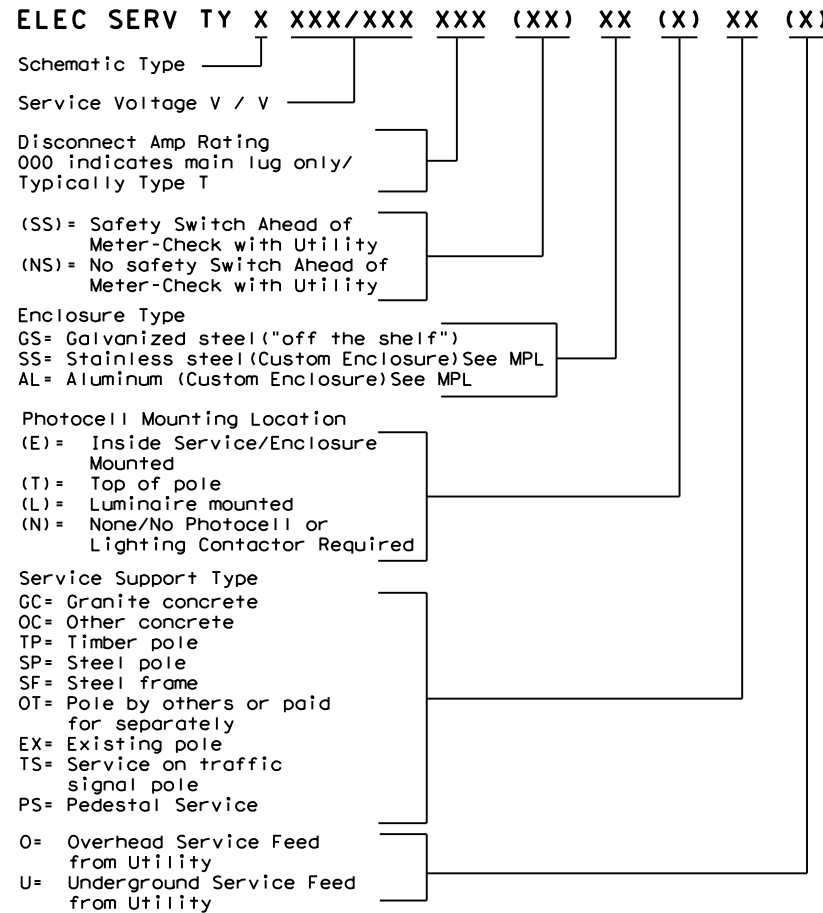 ELEC SERV TY X XXX/XXX XXX (XX) XX (X) XX (X)
Schematic Type
Service Voltage V / V
Disconnect Amp Rating
000 indicates main lug only/
Typically Type T
(SS)= Safety Switch Ahead of
Meter-Check with Utility
(NS)= No safety Switch Ahead of
Meter-Check with Utility
Enclosure Type
GS= Galvanized steel("off the shelf")
SS= Stainless steel(Custom Enclosure)See MPL
AL= Aluminum (Custom Enclosure)See MPL
Photocell Mounting Location
(E)= Inside Service/Enclosure
Mounted
(T)= Top of pole
(L)= Luminaire mounted
(N)= None/No Photocell or
Lighting Contactor Required
Service Support Type
GC= Granite concrete
OC= Other concrete
TP= Timber pole
SP= Steel pole
SF= Steel frame
OT= Pole by others or paid
for separately
EX= Existing pole
TS= Service on traffic
signal pole
PS= Pedestal Service
O= Overhead Service Feed
from Utility
U= Underground Service Feed
from Utility